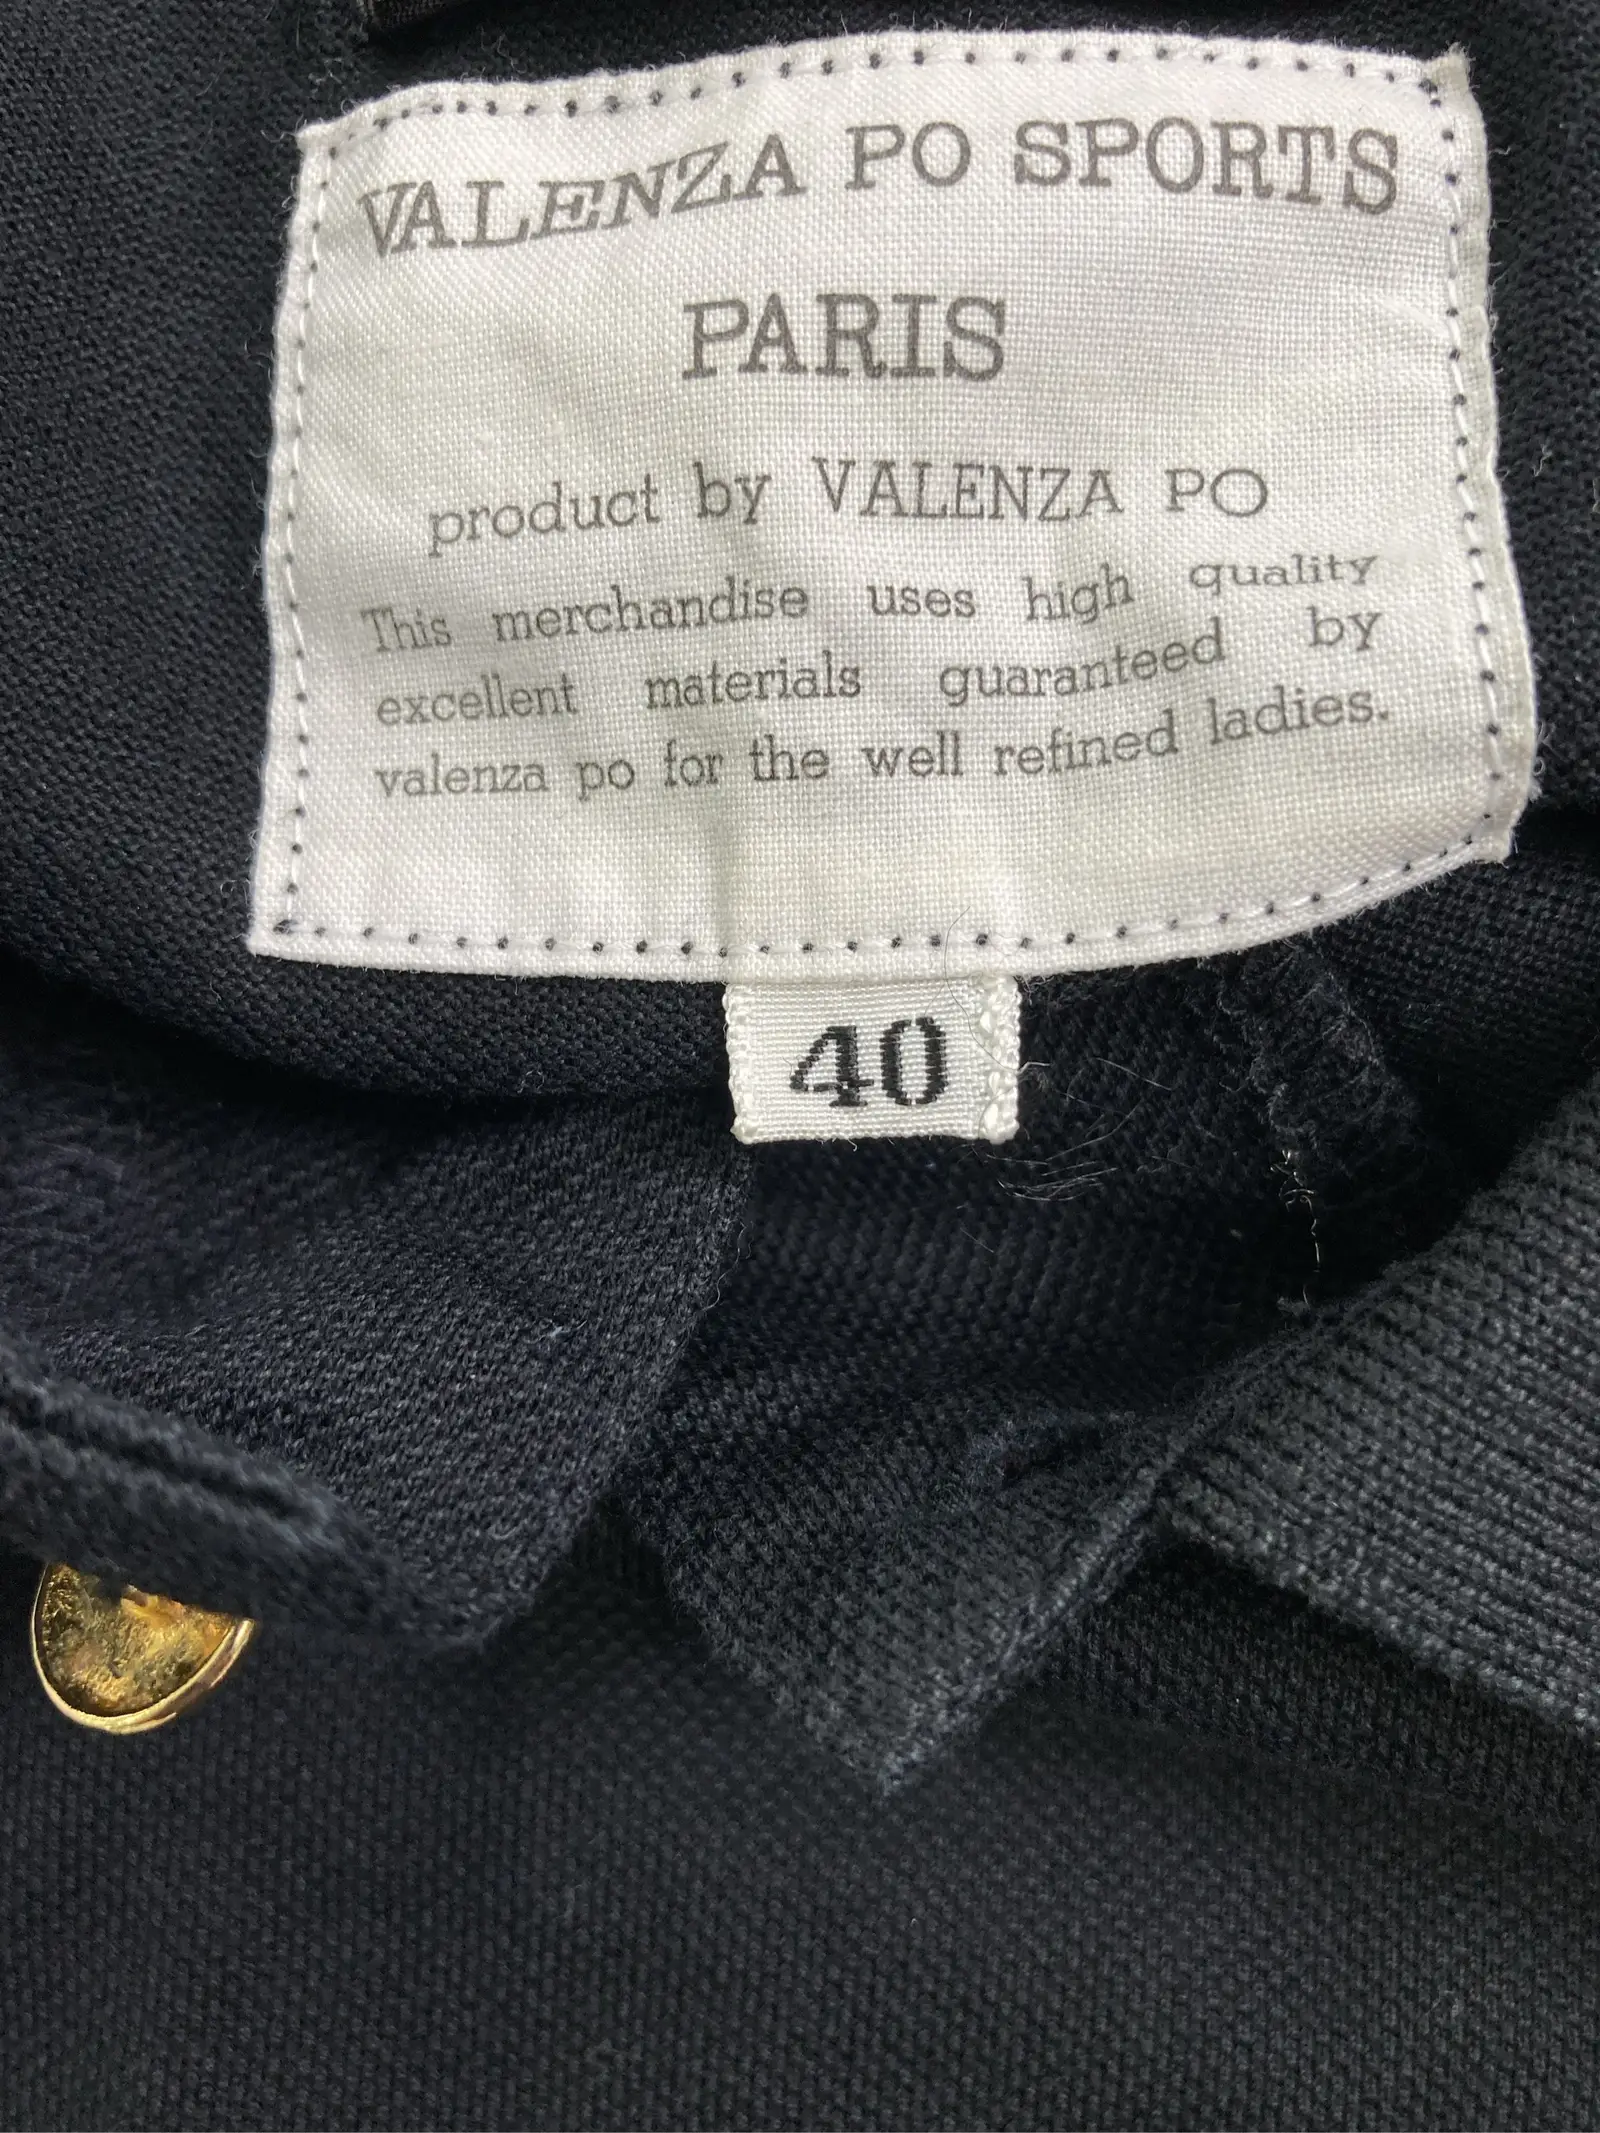 VALENZA PO SPORTS
PARIS
product by VALENZA PO
This merchandise uses high quality
excellent materials guaranteed by
valenza po for the well refined ladies.
40